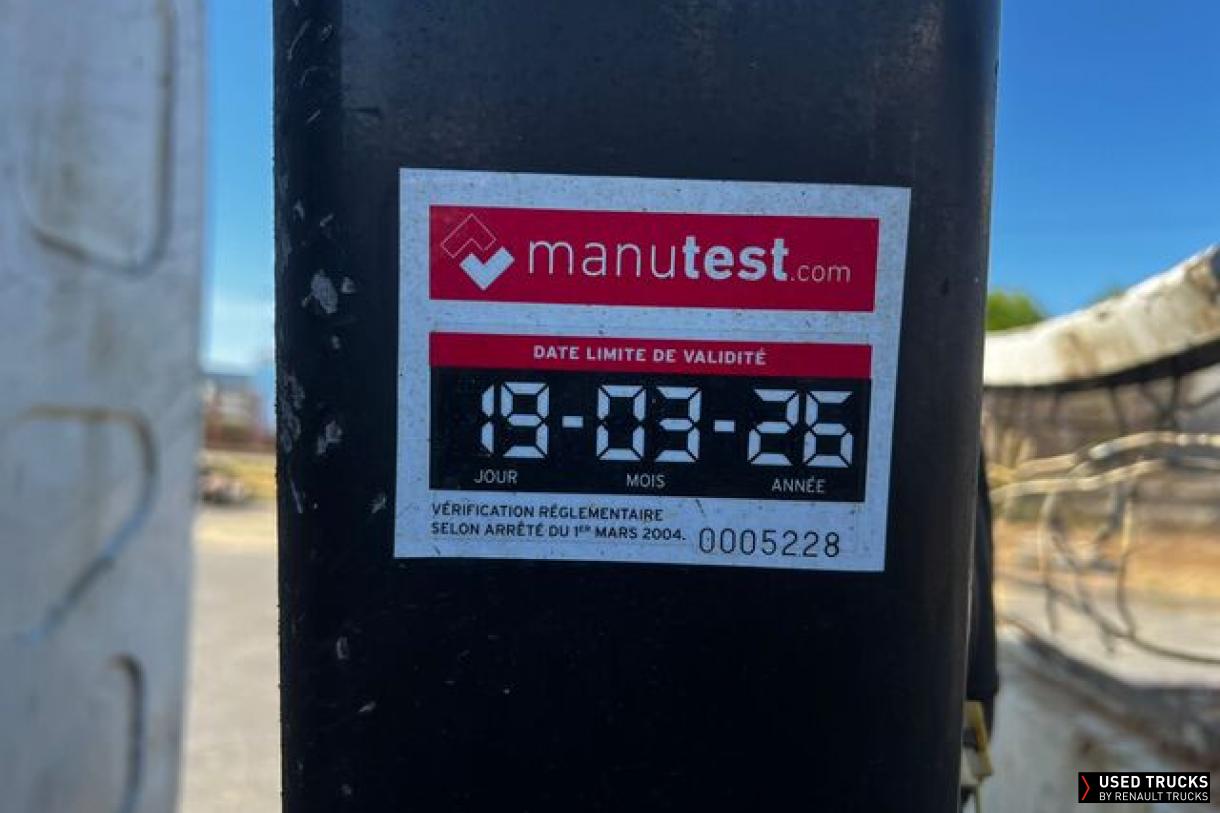 manutest.com
DATE LIMITE DE VALIDITÉ
19-03-26
JOUR MOIS ANNÉE
VÉRIFICATION RÉGLEMENTAIRE
SELON ARRÊTÉ DU 1ER MARS 2004. 0005228
USED TRUCKS
BY RENAULT TRUCKS